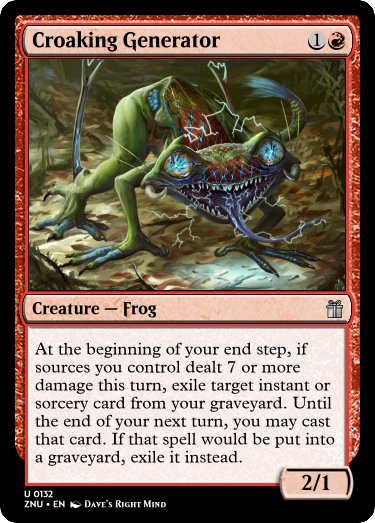 Croaking Generator 1
Creature — Frog
At the beginning of your end step, if
sources you control dealt 7 or more
damage this turn, exile target instant or
sorcery card from your graveyard. Until
the end of your next turn, you may cast
that card. If that spell would be put into
a graveyard, exile it instead.
2/1
U 0132
ZNU • EN Dave's Right Mind